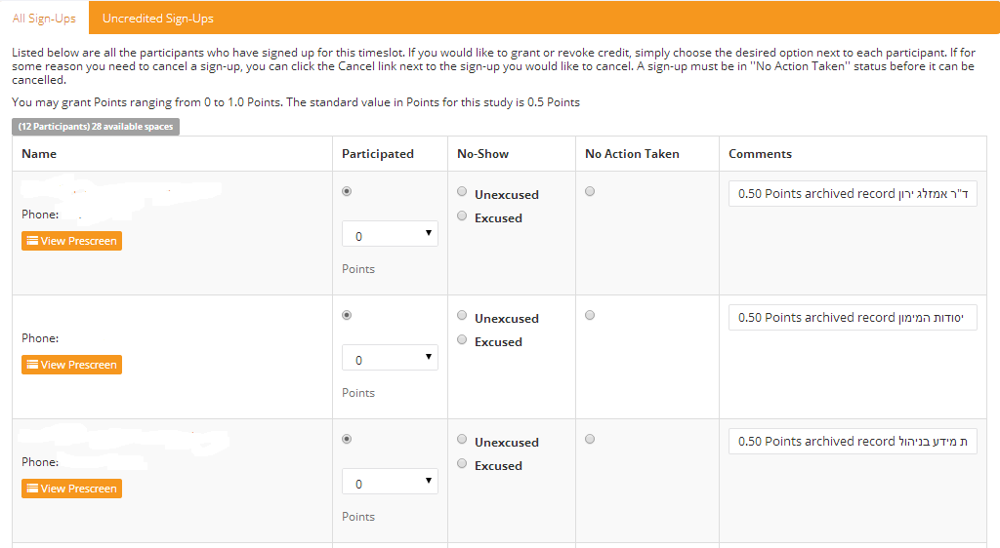 All Sign-Ups
Uncredited Sign-Ups
Listed below are all the participants who have signed up for this timeslot. If you would like to grant or revoke credit, simply choose the desired option next to each participant. If for
some reason you need to cancel a sign-up, you can click the Cancel link next to the sign-up you would like to cancel. A sign-up must be in "No Action Taken" status before it can be
cancelled.
You may grant Points ranging from 0 to 1.0 Points. The standard value in Points for this study is 0.5 Points
(12 Participants) 28 available spaces
Name Participated No-Show No Action Taken Comments
Unexcused
0.50 Points archived record ד"ר אמזלג ירון
Phone:
Excused
0
View Prescreen
Points
Unexcused
0.50 Points archived record יסודות המימון
Phone:
Excused
0
View Prescreen
Points
Unexcused
0.50 Points archived record ת מידע בניהול
Phone:
Excused
0
View Prescreen
Points